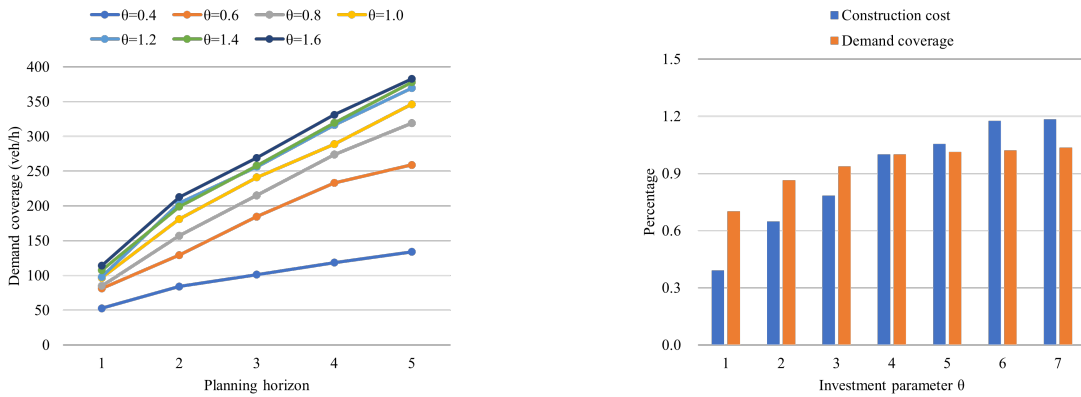 θ=0.4 θ=0.6 θ=0.8 θ=1.0
θ=1.2 θ=1.4 θ=1.6
Demand coverage (veh/h)
400
350
300
250
200
150
100
50
0
1 2 3 4 5
Planning horizon
Construction cost
Demand coverage
Percentage
1.5
1.2
0.9
0.6
0.3
0.0
1 2 3 4 5 6 7
Investment parameter θ